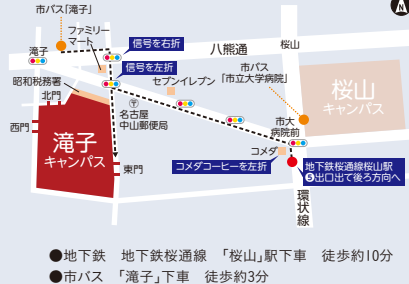 市バス「滝子」
N
ファミリー
マート
信号を右折
滝子
八熊通
桜山
信号を左折
市バス
「市立大学病院」
昭和税務署
セブンイレブン
桜山
キャンパス
北門
〒
名古屋
中山郵便局
西門
滝子
キャンパス
市大
病院前
東門
コメダコーヒーを左折
コメダ
地下鉄桜通線桜山駅
⑤出口出て後ろ方向へ
環状線
●地下鉄 地下鉄桜通線 「桜山」駅下車 徒歩約10分
●市バス 「滝子」下車 徒歩約3分